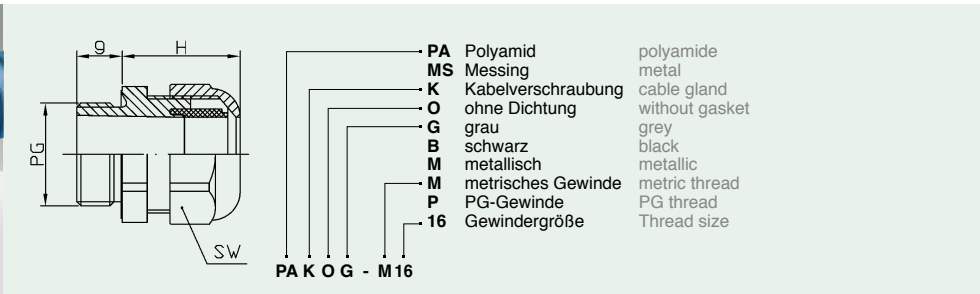 g H
PG
SW
PA Polyamid polyamide
MS Messing metal
K Kabelverschraubung cable gland
O ohne Dichtung without gasket
G grau grey
B schwarz black
M metallisch metallic
M metrisches Gewinde metric thread
P PG-Gewinde PG thread
16 Gewindergröße Thread size
PA K O G - M 16